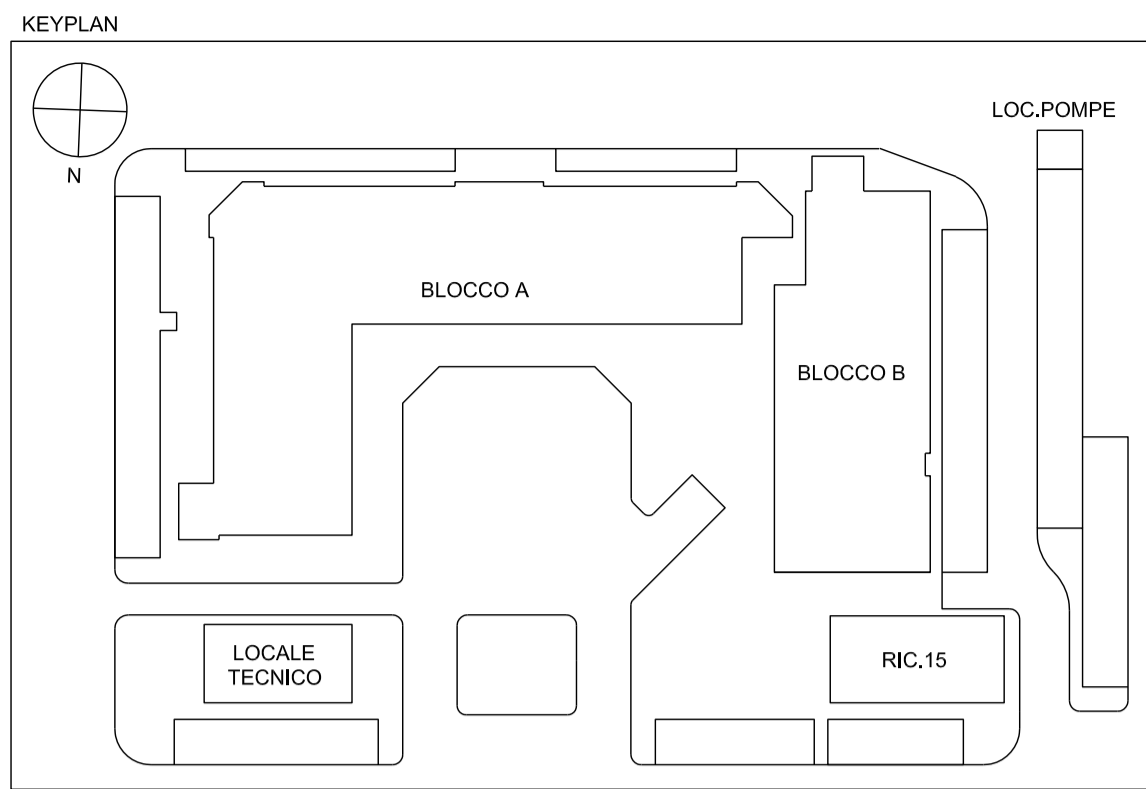 KEYPLAN
N
LOC.POMPE
BLOCCO A
BLOCCO B
LOCALE
TECNICO
RIC.15